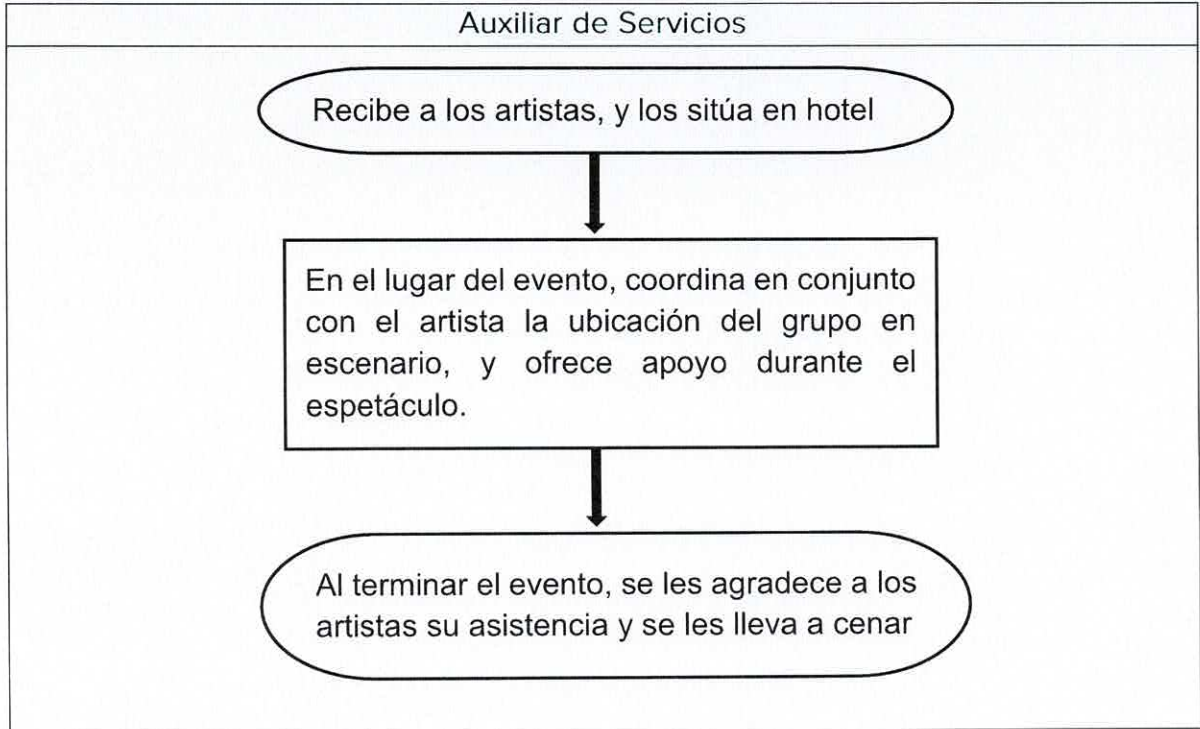 Auxiliar de Servicios
Recibe a los artistas, y los sitúa en hotel
En el lugar del evento, coordina en conjunto
con el artista la ubicación del grupo en
escenario, y ofrece apoyo durante el
espetáculo.
Al terminar el evento, se les agradece a los
artistas su asistencia y se les lleva a cenar